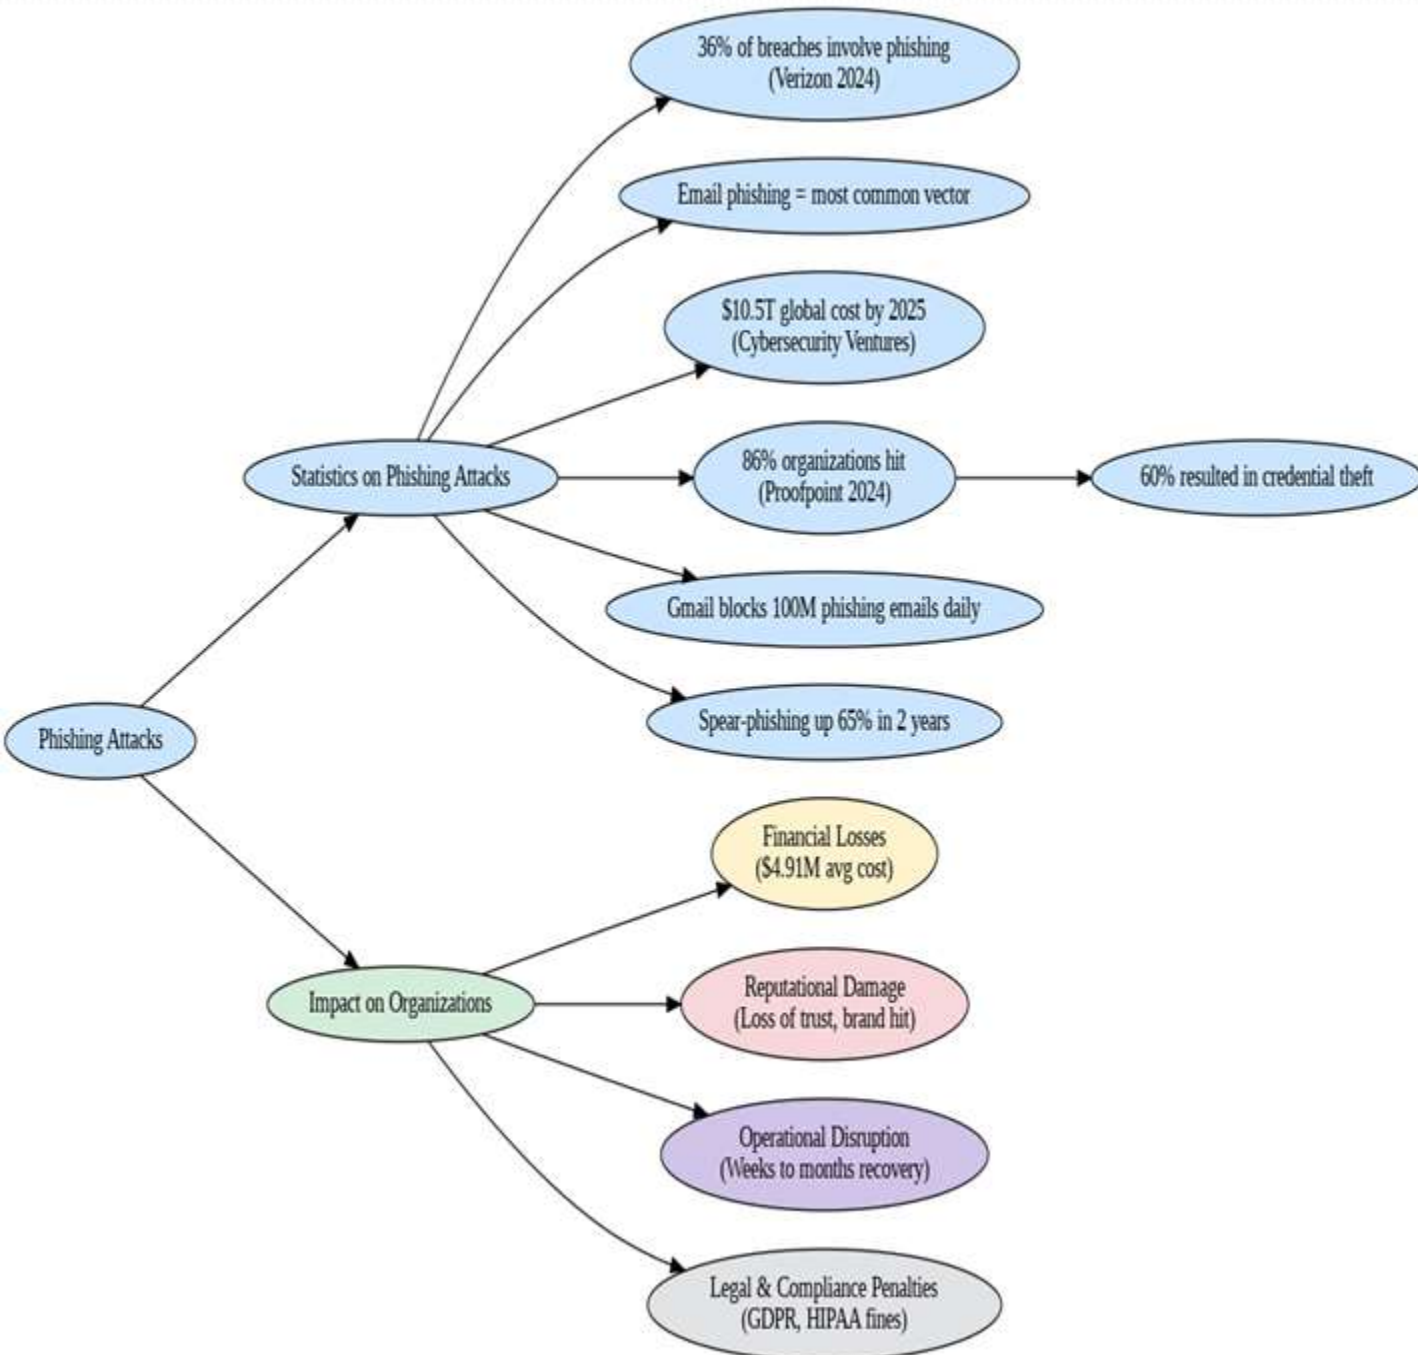 36% of breaches involve phishing
(Verizon 2024)
Email phishing = most common vector
$10.5T global cost by 2025
(Cybersecurity Ventures)
Statistics on Phishing Attacks
86% organizations hit
(Proofpoint 2024)
60% resulted in credential theft
Gmail blocks 100M phishing emails daily
Spear-phishing up 65% in 2 years
Phishing Attacks
Financial Losses
($4.91M avg cost)
Impact on Organizations
Reputational Damage
(Loss of trust, brand hit)
Operational Disruption
(Weeks to months recovery)
Legal & Compliance Penalties
(GDPR, HIPAA fines)